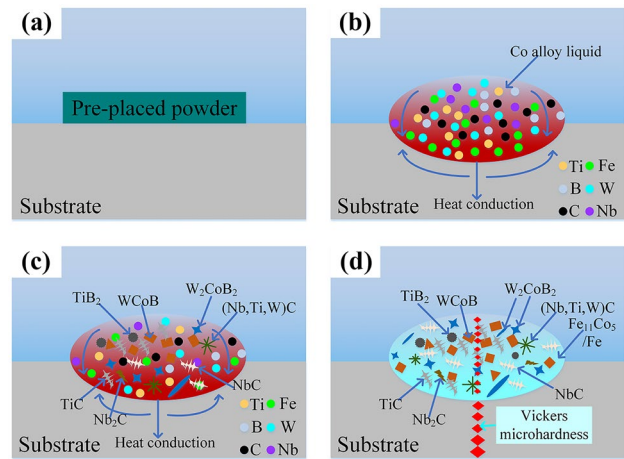 (a)
Pre-placed powder
Substrate
(b)
Co alloy liquid
Ti Fe
B W
C Nb
Heat conduction
Substrate
(c)
TiB₂
WCoB
W₂CoB₂
(Nb,Ti,W)C
TiC
Nb₂C
NbC
Ti Fe
B W
C Nb
Heat conduction
Substrate
(d)
TiB₂
WCoB
W₂CoB₂
(Nb,Ti,W)C
Fe₁₁Co₅
/Fe
TiC
Nb₂C
NbC
Vickers
microhardness
Substrate